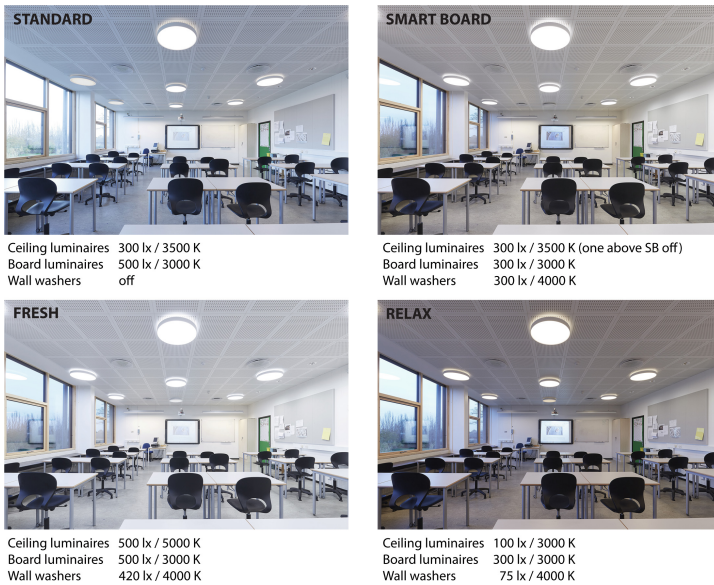 STANDARD
Ceiling luminaires 300 lx / 3500 K
Board luminaires 500 lx / 3000 K
Wall washers off
SMART BOARD
Ceiling luminaires 300 lx / 3500 K (one above SB off)
Board luminaires 300 lx / 3000 K
Wall washers 300 lx / 4000 K
FRESH
Ceiling luminaires 500 lx / 5000 K
Board luminaires 500 lx / 3000 K
Wall washers 420 lx / 4000 K
RELAX
Ceiling luminaires 100 lx / 3000 K
Board luminaires 300 lx / 3000 K
Wall washers 75 lx / 4000 K